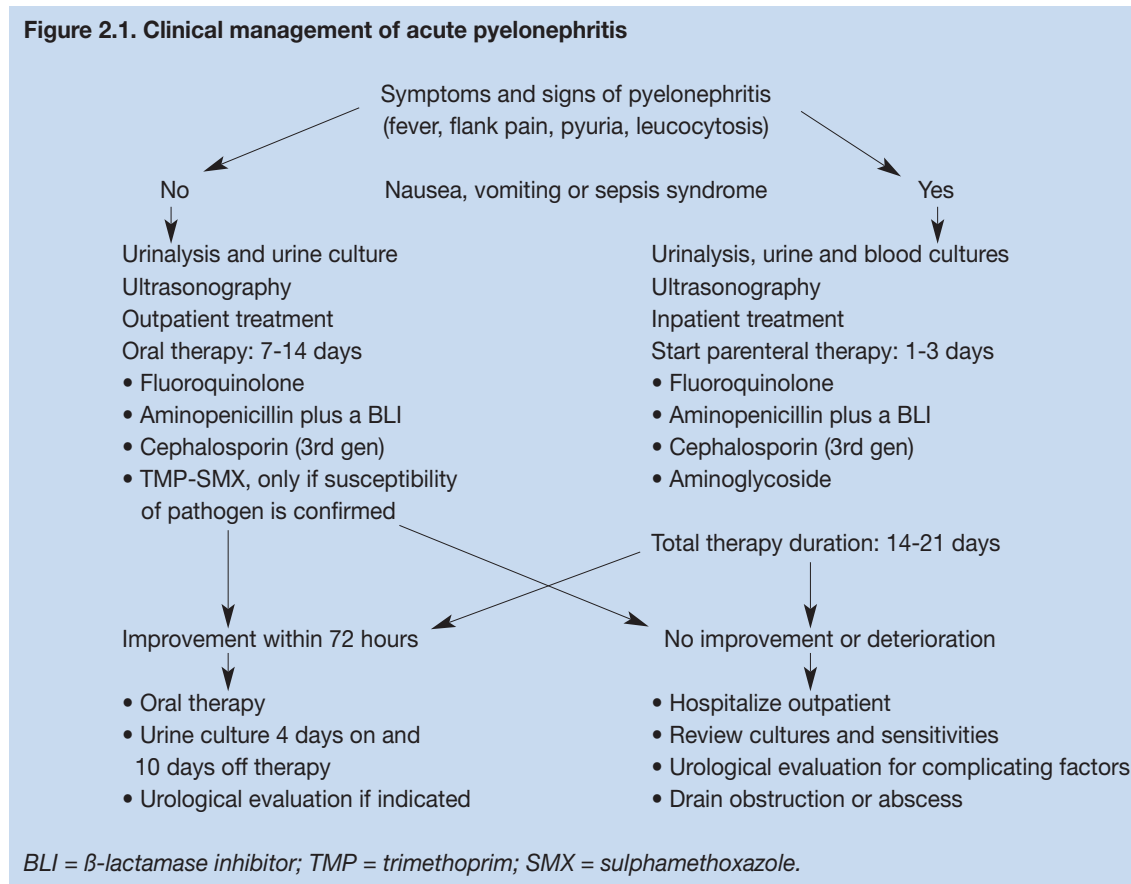 Figure 2.1. Clinical management of acute pyelonephritis
Symptoms and signs of pyelonephritis
(fever, flank pain, pyuria, leucocytosis)
No
Nausea, vomiting or sepsis syndrome
Yes
Urinalysis and urine culture
Ultrasonography
Outpatient treatment
Oral therapy: 7-14 days
• Fluoroquinolone
• Aminopenicillin plus a BLI
• Cephalosporin (3rd gen)
• TMP-SMX, only if susceptibility
of pathogen is confirmed
Urinalysis, urine and blood cultures
Ultrasonography
Inpatient treatment
Start parenteral therapy: 1-3 days
• Fluoroquinolone
• Aminopenicillin plus a BLI
• Cephalosporin (3rd gen)
• Aminoglycoside
Total therapy duration: 14-21 days
Improvement within 72 hours
• Oral therapy
• Urine culture 4 days on and
10 days off therapy
• Urological evaluation if indicated
No improvement or deterioration
• Hospitalize outpatient
• Review cultures and sensitivities
• Urological evaluation for complicating factors
• Drain obstruction or abscess
BLI = ß-lactamase inhibitor; TMP = trimethoprim; SMX = sulphamethoxazole.